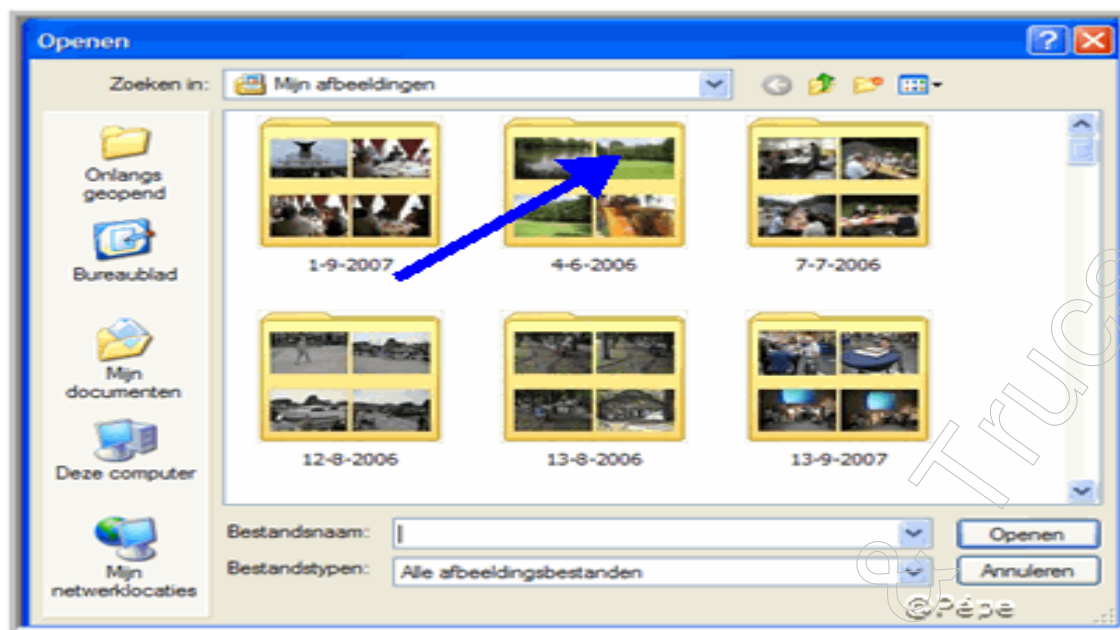 Openen
Zoeken in:
Mijn afbeeldingen
Onlangs
geopend
Bureaublad
Mijn
documenten
Deze computer
Mijn
netwerklocaties
1-9-2007
4-6-2006
7-7-2006
12-8-2006
13-8-2006
13-9-2007
Bestandsnaam:
Openen
Bestandstypen:
Alle afbeeldingsbestanden
Annuleren
@Pépe
& Trucs